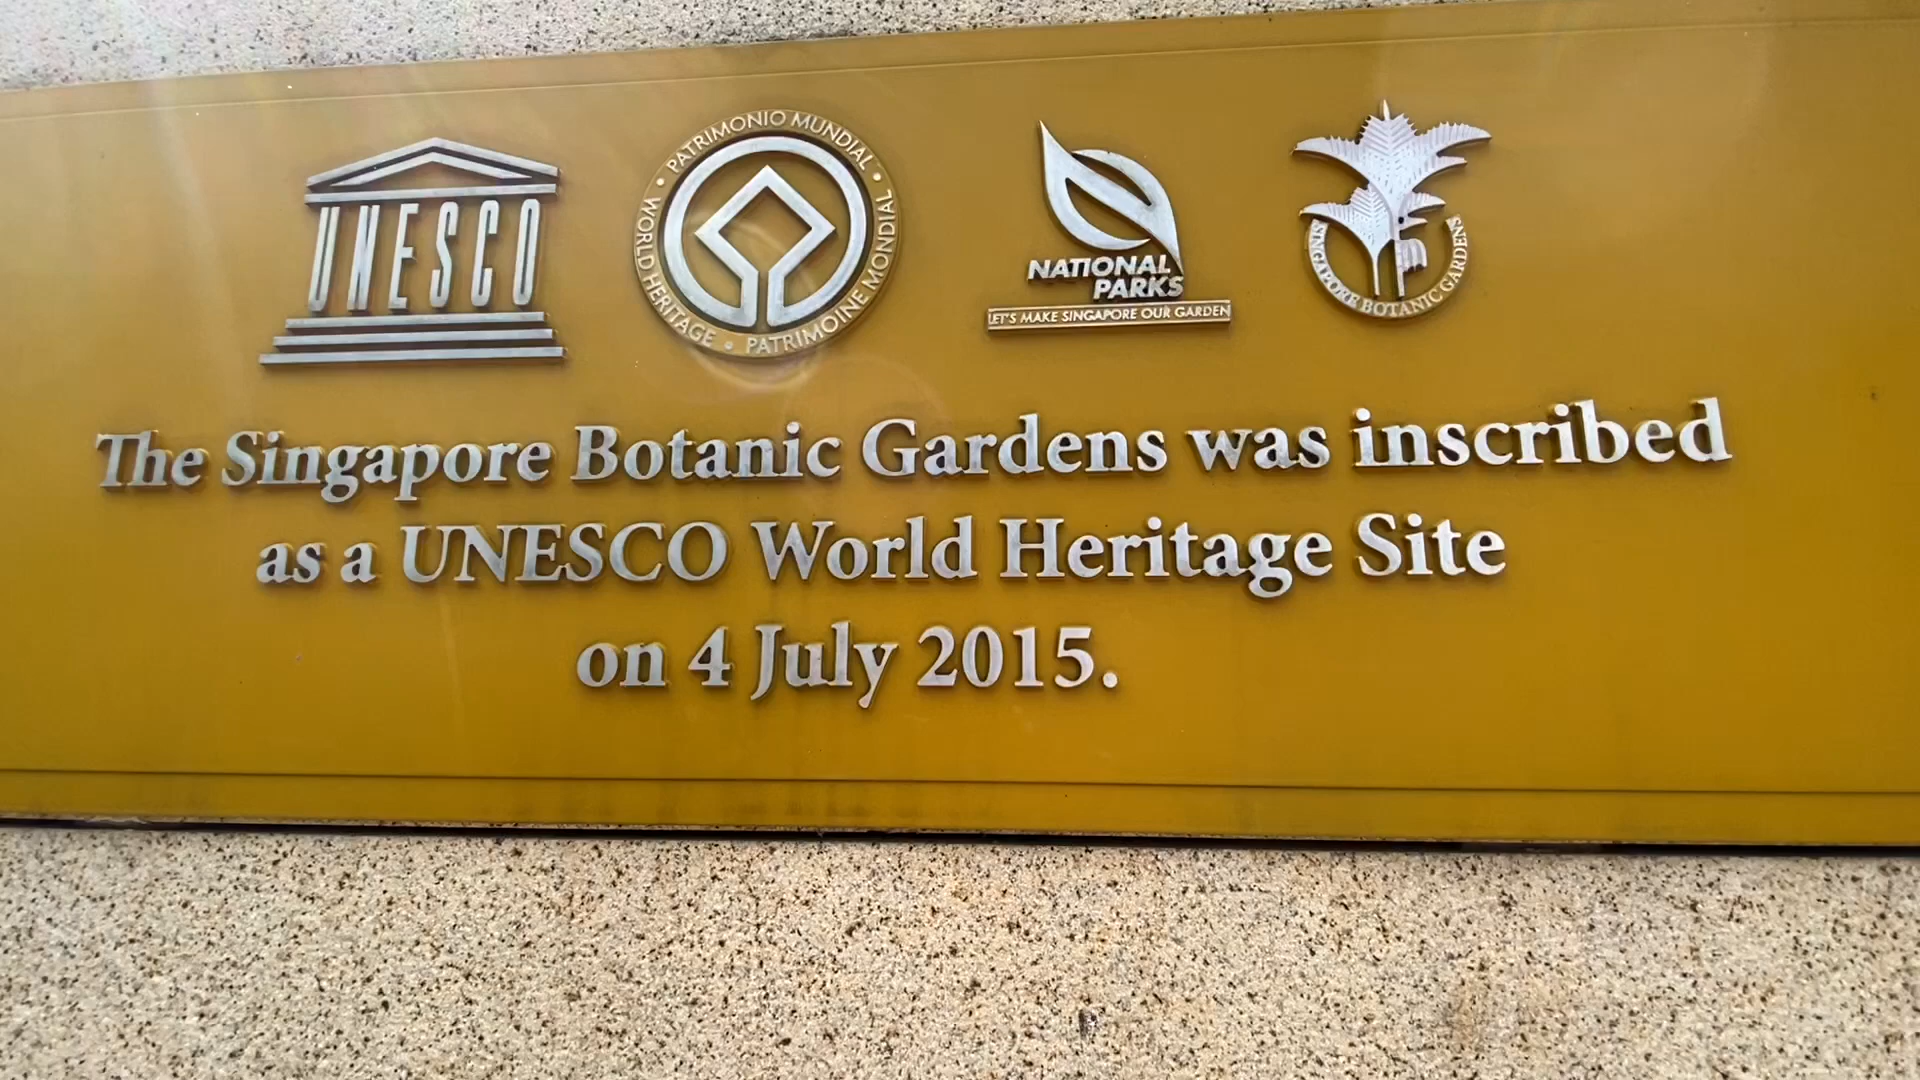 UNESCO
PATRIMONIO MUNDIAL • WORLD HERITAGE • PATRIMOINE MONDIAL •
NATIONAL
PARKS
LET'S MAKE SINGAPORE OUR GARDEN
SINGAPORE BOTANIC GARDENS
The Singapore Botanic Gardens was inscribed
as a UNESCO World Heritage Site
on 4 July 2015.